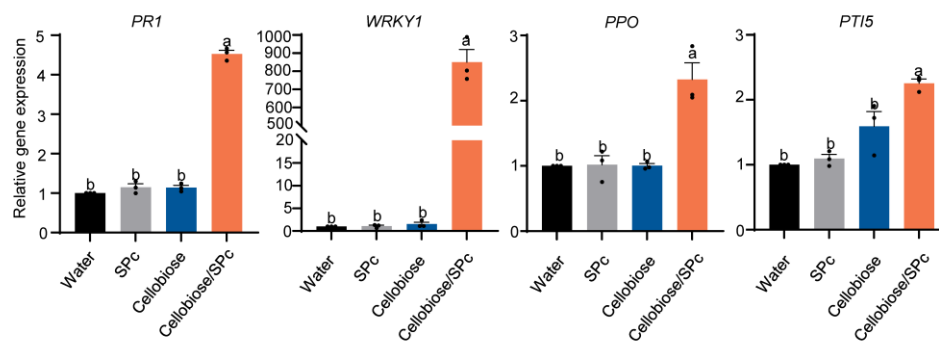 PR1
WRKY1
PPO
PTI5
Relative gene expression
5
4
3
2
1
0
b
b
b
a
Water
SPc
Cellobiose
Cellobiose/SPc
1000
900
800
700
600
500
20
15
10
5
0
b
b
b
a
Water
SPc
Cellobiose
Cellobiose/SPc
3
2
1
0
b
b
b
a
Water
SPc
Cellobiose
Cellobiose/SPc
3
2
1
0
b
b
b
a
Water
SPc
Cellobiose
Cellobiose/SPc